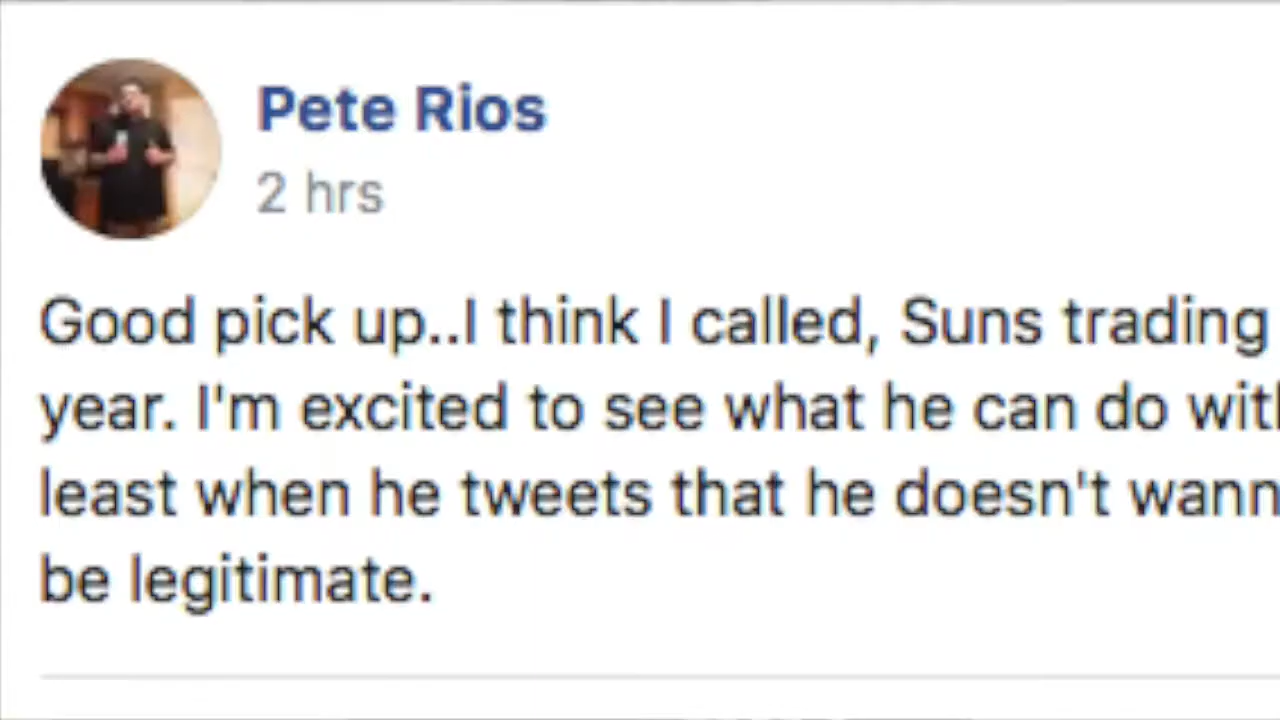 Pete Rios
2 hrs
Good pick up..I think I called, Suns trading
year. I'm excited to see what he can do
least when he tweets that he doesn't
be legitimate.